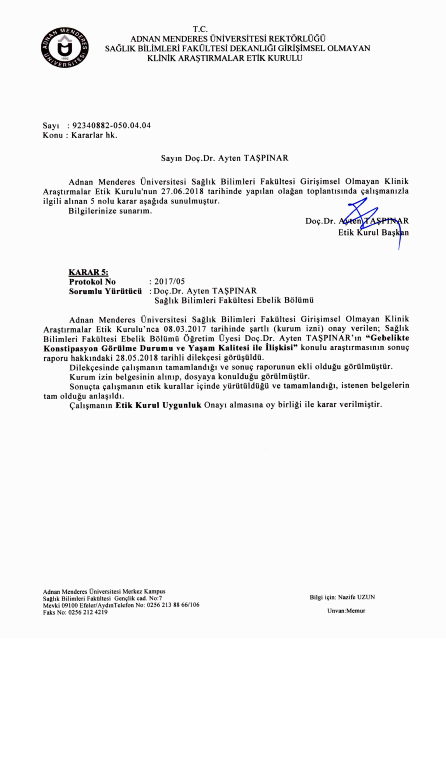 ADNAN MENDERES
ÜNİVERSİTESİ
T.C.
ADNAN MENDERES ÜNİVERSİTESİ REKTÖRLÜĞÜ
SAĞLIK BİLİMLERİ FAKÜLTESİ DEKANLIĞI GİRİŞİMSEL OLMAYAN
KLİNİK ARAŞTIRMALAR ETİK KURULU
Sayı : 92340882-050.04.04
Konu : Kararlar hk.
Sayın Doç.Dr. Ayten TAŞPINAR
Adnan Menderes Üniversitesi Sağlık Bilimleri Fakültesi Girişimsel Olmayan Klinik
Araştırmalar Etik Kurulu'nun 27.06.2018 tarihinde yapılan olağan toplantısında çalışmanızla
ilgili alınan 5 nolu karar aşağıda sunulmuştur.
Bilgilerinize sunarım.
Doç.Dr. Ayten TAŞPINAR
Etik Kurul Başkanı
KARAR 5:
Protokol No : 2017/05
Sorumlu Yürütücü : Doç.Dr. Ayten TAŞPINAR
Sağlık Bilimleri Fakültesi Ebelik Bölümü
Adnan Menderes Üniversitesi Sağlık Bilimleri Fakültesi Girişimsel Olmayan Klinik
Araştırmalar Etik Kurulu'nca 08.03.2017 tarihinde şartlı (kurum izni) onay verilen; Sağlık
Bilimleri Fakültesi Ebelik Bölümü Öğretim Üyesi Doç.Dr. Ayten TAŞPINAR'ın “Gebelikte
Konstipasyon Görülme Durumu ve Yaşam Kalitesi ile İlişkisi” konulu araştırmasının sonuç
raporu hakkındaki 28.05.2018 tarihli dilekçesi görüşüldü.
Dilekçesinde çalışmanın tamamlandığı ve sonuç raporunun ekli olduğu görülmüştür.
Kurum izin belgesinin alınıp, dosyaya konulduğu görülmüştür.
Sonuçta çalışmanın etik kurallar içinde yürütüldüğü ve tamamlandığı, istenen belgelerin
tam olduğu anlaşıldı.
Çalışmanın Etik Kurul Uygunluk Onayı almasına oy birliği ile karar verilmiştir.
Adnan Menderes Üniversitesi Merkez Kampus
Sağlık Bilimleri Fakültesi Gençlik cad. No:7
Mevki 09100 Efeler/AydınTelefon No: 0256 213 88 66/106
Faks No: 0256 212 4219
Bilgi için: Nazife UZUN
Unvan:Memur